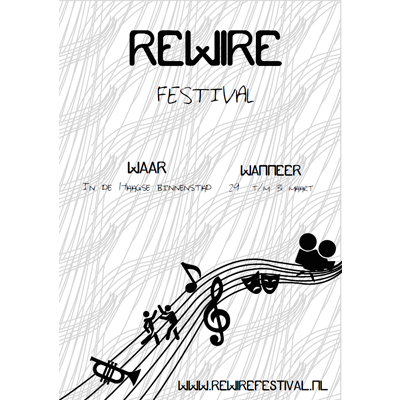 REWIRE
FESTIVAL
WAAR
WANNEER
IN DE HAAGSE BINNENSTAD
29 T/M 31 MAART
WWW.REWIREFESTIVAL.NL